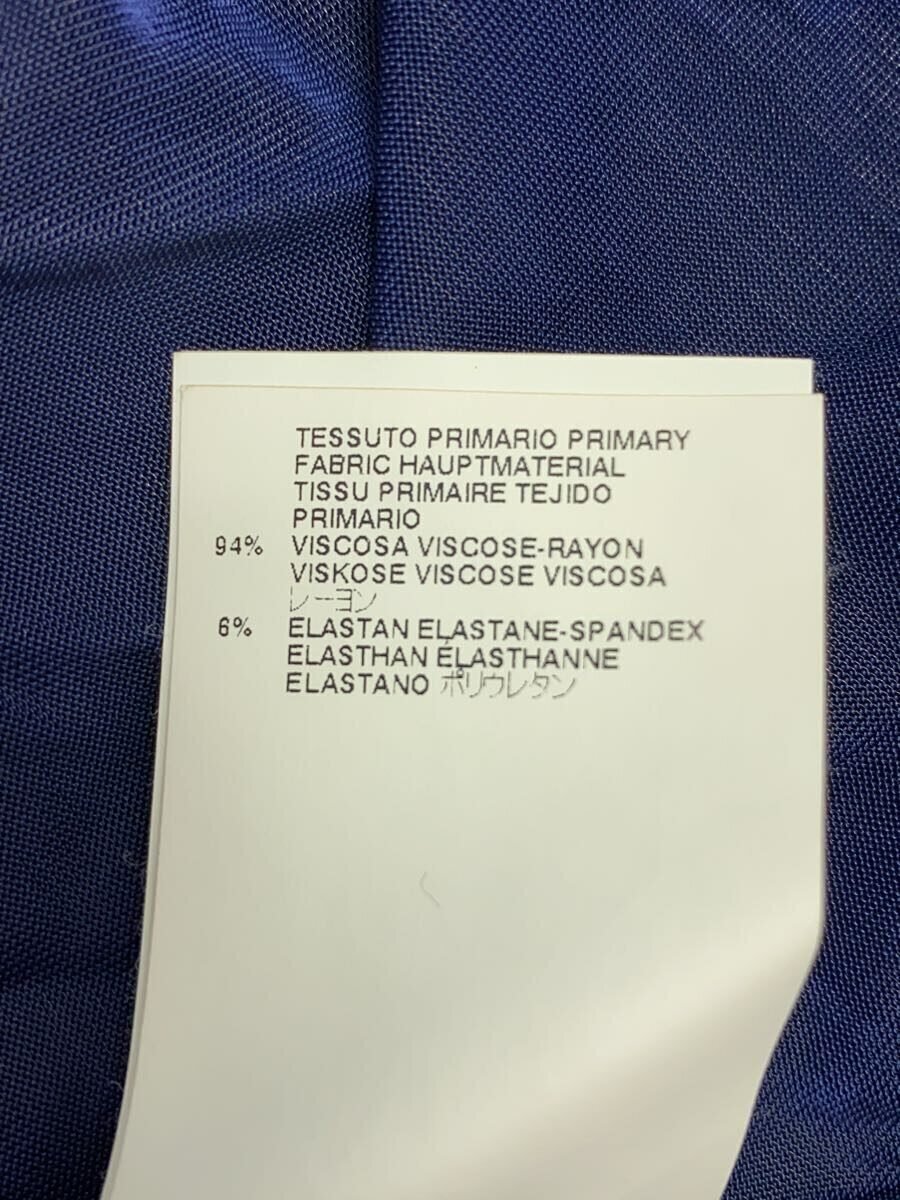 TESSUTO PRIMARIO PRIMARY
FABRIC HAUPTMATERIAL
TISSU PRIMAIRE TEJIDO
PRIMARIO
94% VISCOSA VISCOSE-RAYON
VISKOSE VISCOSE VISCOSA
レーヨン
6% ELASTAN ELASTANE-SPANDEX
ELASTHAN ÉLASTHANNE
ELASTANO ポリウレタン